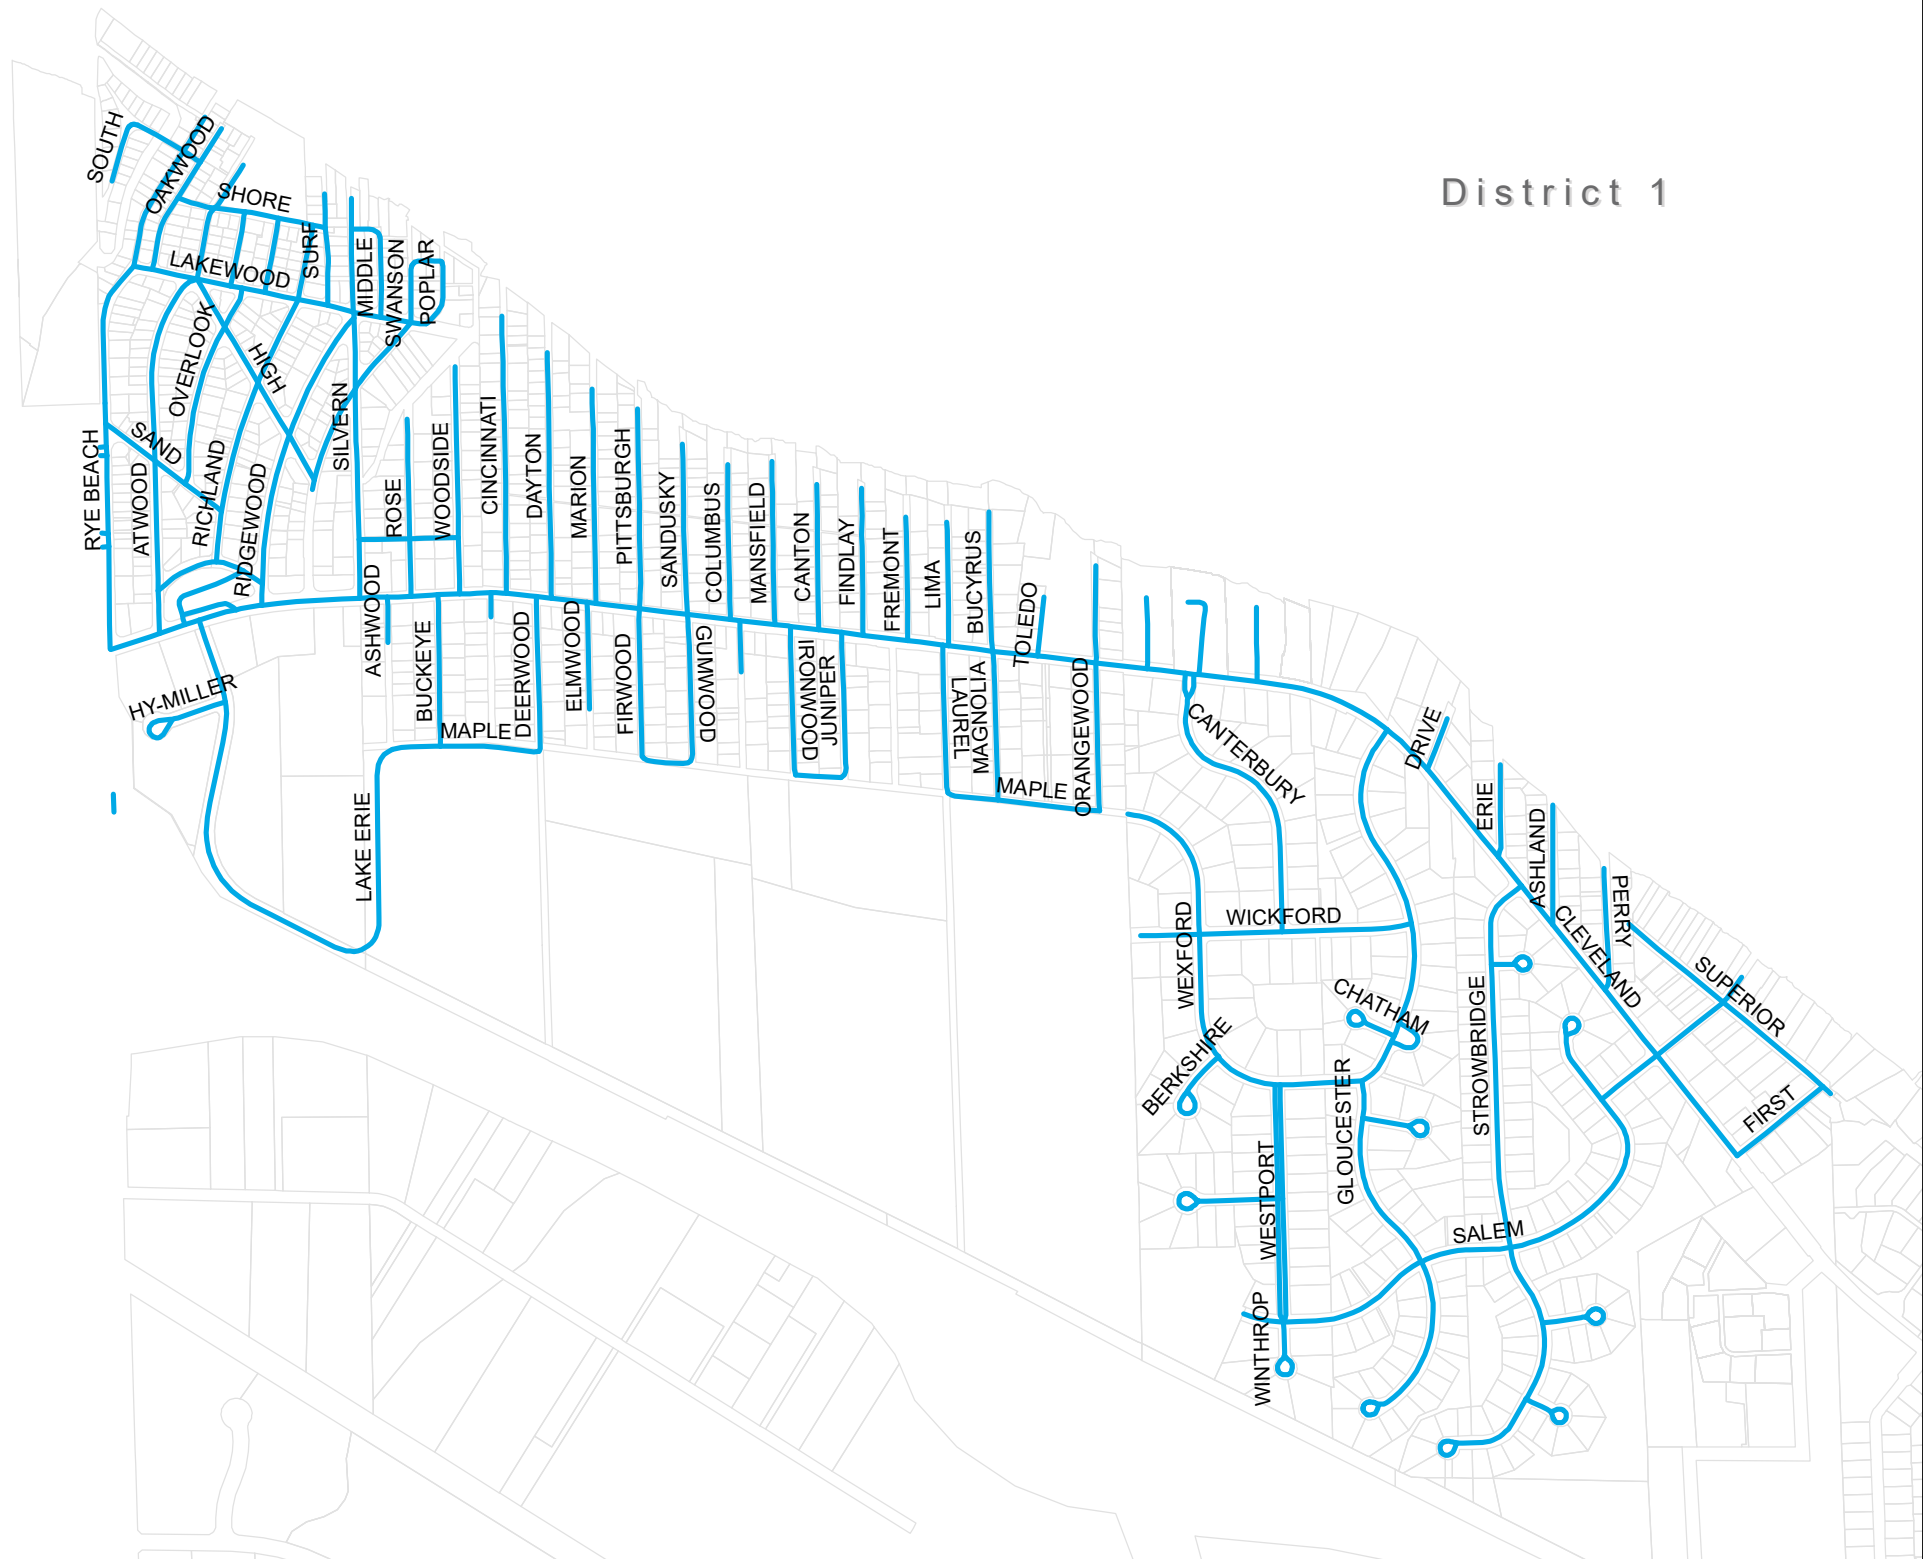 District 1
SOUTH
OAKWOOD
SHORE
SURF
LAKEWOOD
MIDDLE
SWANSON
POPLAR
OVERLOOK
HIGH
SILVERN
SAND
RYE BEACH
ATWOOD
RICHLAND
RIDGEWOOD
ROSE
WOODSIDE
CINCINNATI
DAYTON
MARION
PITTSBURGH
SANDUSKY
COLUMBUS
MANSFIELD
CANTON
FINDLAY
FREMONT
LIMA
BUCYRUS
TOLEDO
ASHWOOD
BUCKEYE
DEERWOOD
ELMWOOD
FIRWOOD
GUMWOOD
IRONWOOD
JUNIPER
LAUREL
MAGNOLIA
ORANGEWOOD
HY-MILLER
MAPLE
MAPLE
LAKE ERIE
CANTERBURY
DRIVE
ERIE
ASHLAND
PERRY
CLEVELAND
SUPERIOR
FIRST
WICKFORD
WEXFORD
CHATHAM
BERKSHIRE
STROWBRIDGE
GLOUCESTER
WESTPORT
SALEM
WINTHROP